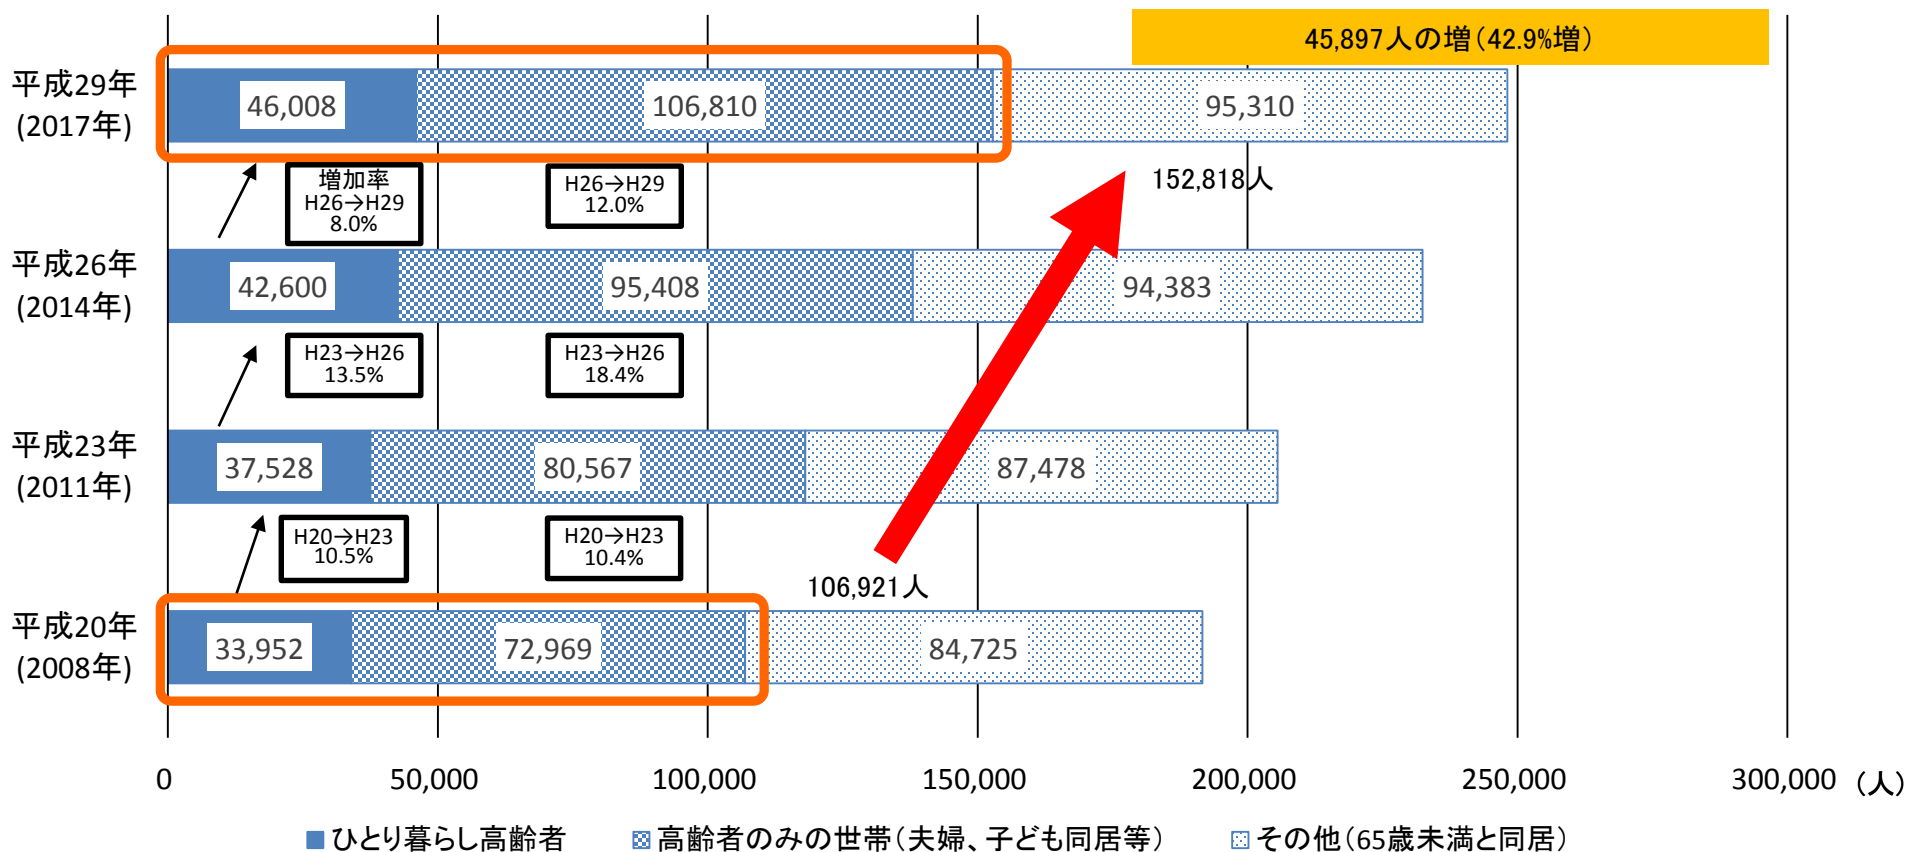 45,897人の増(42.9%増)
平成29年
(2017年)
46,008
106,810
95,310
増加率
H26→H29
8.0%
H26→H29
12.0%
152,818人
平成26年
(2014年)
42,600
95,408
94,383
H23→H26
13.5%
H23→H26
18.4%
平成23年
(2011年)
37,528
80,567
87,478
H20→H23
10.5%
H20→H23
10.4%
106,921人
平成20年
(2008年)
33,952
72,969
84,725
0
50,000
100,000
150,000
200,000
250,000
300,000
(人)
ひとり暮らし高齢者
高齢者のみの世帯(夫婦、子ども同居等)
その他(65歳未満と同居)